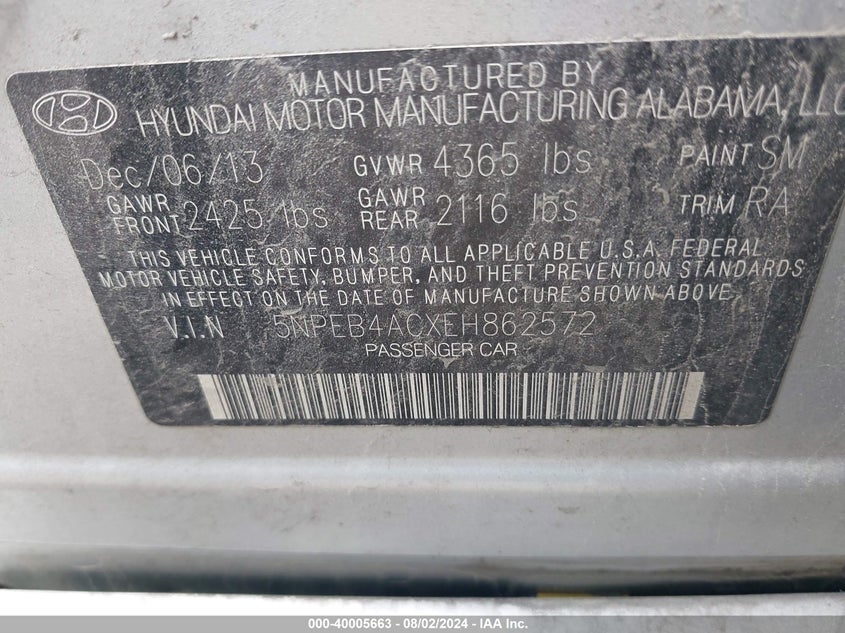 MANUFACTURED BY
HYUNDAI MOTOR MANUFACTURING ALABAMA, LLC
Dec/06/13 GVWR 4365 lbs PAINT SM
GAWR FRONT 2425 lbs GAWR REAR 2116 lbs TRIM RA
THIS VEHICLE CONFORMS TO ALL APPLICABLE U.S.A. FEDERAL
MOTOR VEHICLE SAFETY, BUMPER, AND THEFT PREVENTION STANDARDS
IN EFFECT ON THE DATE OF MANUFACTURE SHOWN ABOVE.
V.I.N 5NPEB4ACXEH862572
PASSENGER CAR
000-40005663 - 08/02/2024 - IAA Inc.